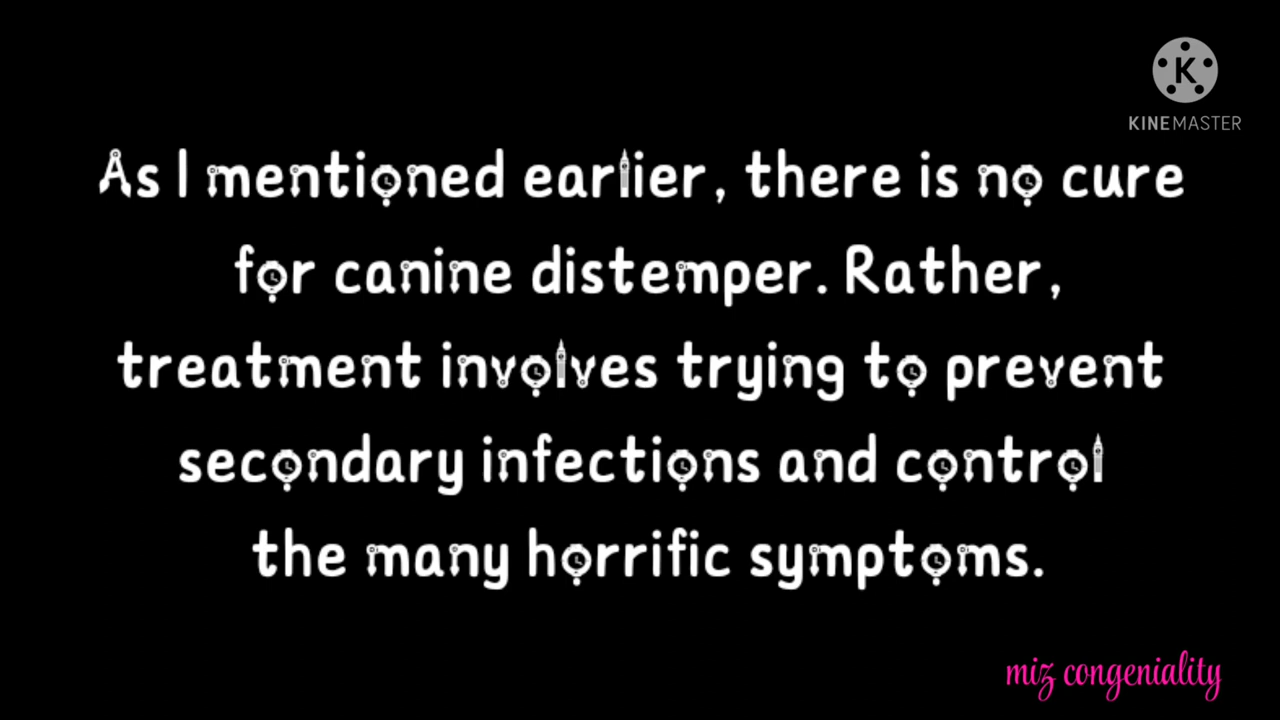 KINEMASTER
As I mentioned earlier, there is no cure
for canine distemper. Rather,
treatment involves trying to prevent
secondary infections and control
the many horrific symptoms.
miz congeniality